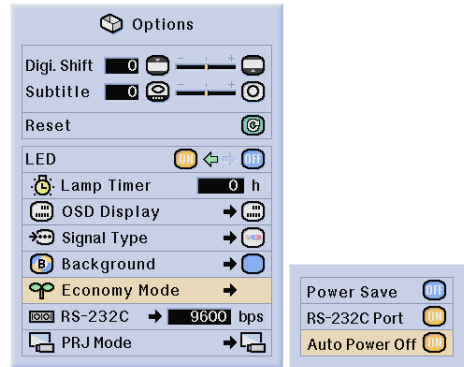 Options
Digi. Shift 0 - +
Subtitle 0 - +
Reset
LED ON OFF
Lamp Timer 0 h
OSD Display
Signal Type
B Background
Economy Mode
RS-232C 9600 bps
PRJ Mode
Power Save OFF
RS-232C Port ON
Auto Power Off ON